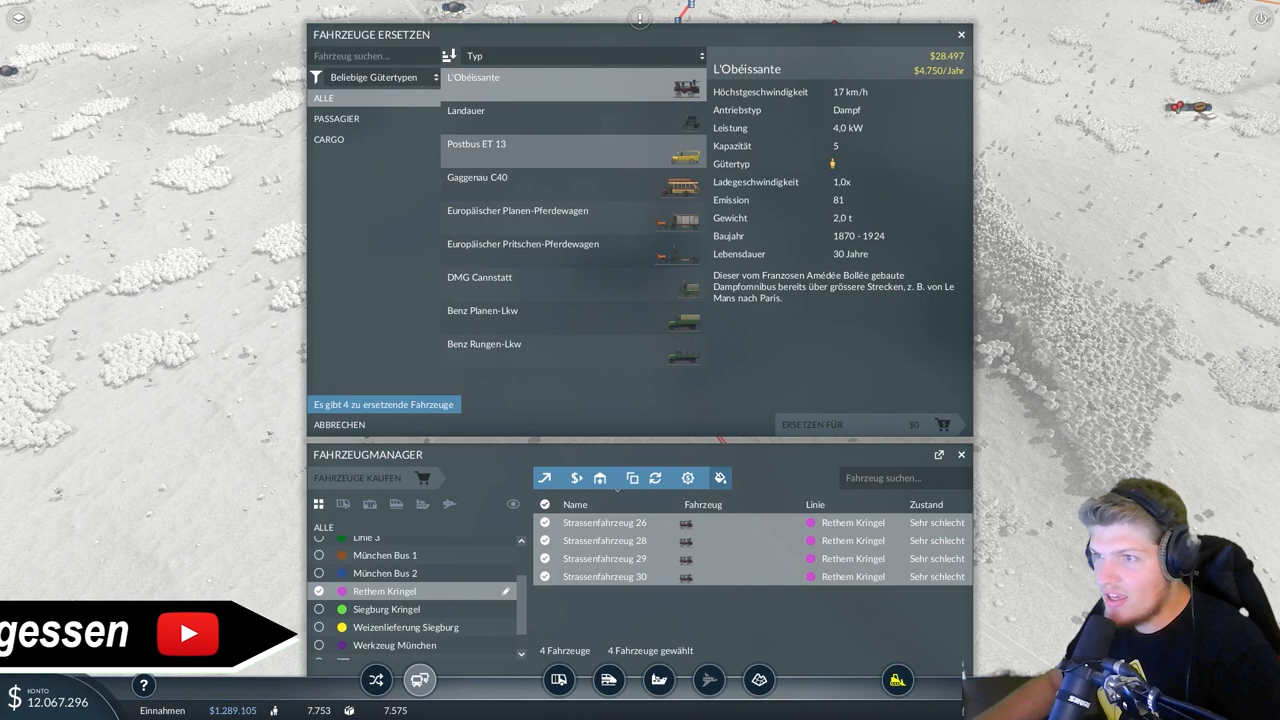 FAHRZEUGE ERSETZEN
Fahrzeug suchen...
Typ
Beliebige Gütertypen
ALLE
PASSAGIER
CARGO
L'Obéissante
Landauer
Postbus ET 13
Gaggenau C40
Europäischer Planen-Pferdewagen
Europäischer Pritschen-Pferdewagen
DMG Cannstatt
Benz Planen-Lkw
Benz Rungen-Lkw
$28.497
L'Obéissante
$4.750/Jahr
Höchstgeschwindigkeit 17 km/h
Antriebstyp Dampf
Leistung 4,0 kW
Kapazität 5
Gütertyp
Ladegeschwindigkeit 1,0x
Emission 81
Gewicht 2,0 t
Baujahr 1870 - 1924
Lebensdauer 30 Jahre
Dieser vom Franzosen Amédée Bollée gebaute
Dampfomnibus bereits über grössere Strecken, z. B. von Le
Mans nach Paris.
Es gibt 4 zu ersetzende Fahrzeuge
ABBRECHEN
ERSETZEN FÜR $0
FAHRZEUGMANAGER
FAHRZEUGE KAUFEN
Fahrzeug suchen...
ALLE
Linie 3
München Bus 1
München Bus 2
Rethem Kringel
Siegburg Kringel
Weizenlieferung Siegburg
Werkzeug München
Name Fahrzeug Linie Zustand
Strassenfahrzeug 26 Rethem Kringel Sehr schlecht
Strassenfahrzeug 28 Rethem Kringel Sehr schlecht
Strassenfahrzeug 29 Rethem Kringel Sehr schlecht
Strassenfahrzeug 30 Rethem Kringel Sehr schlecht
4 Fahrzeuge 4 Fahrzeuge gewählt
gessen
$ KONTO
12.067.296
?
Einnahmen $1.289.105 7.753 7.575